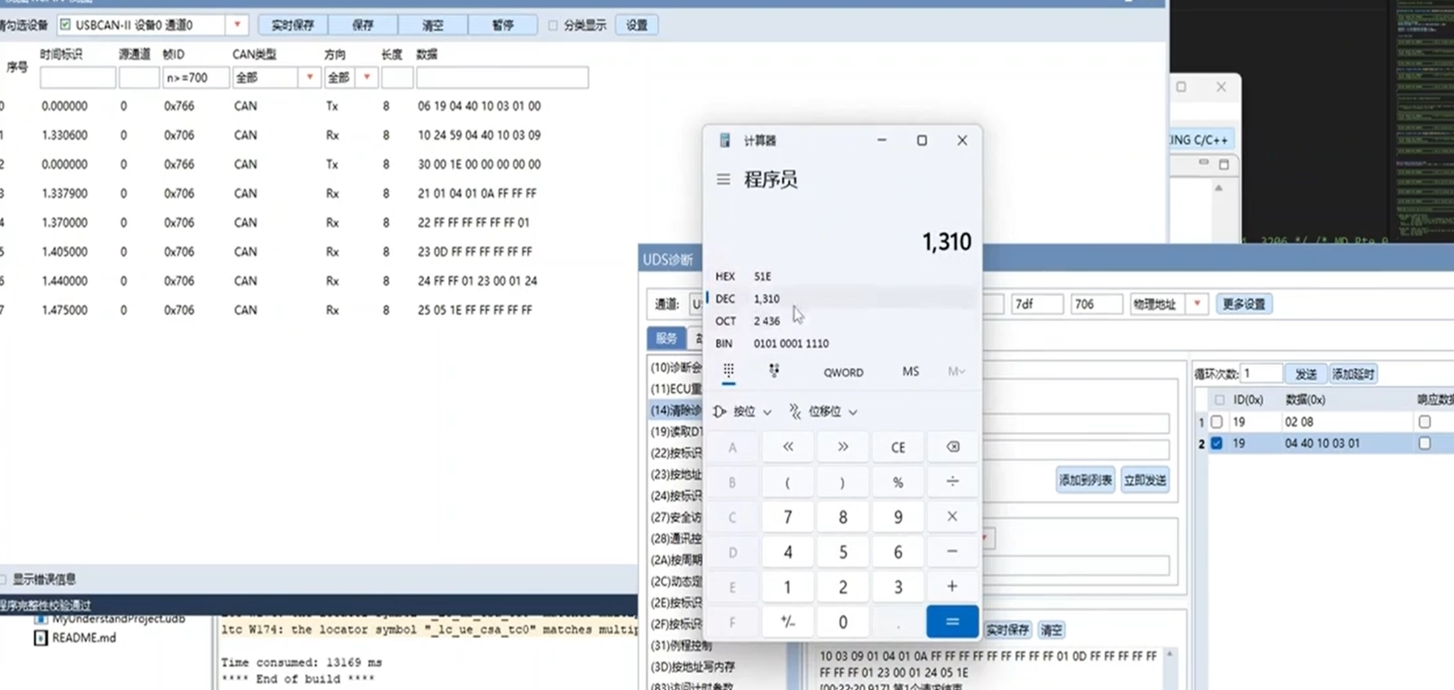 USBCAN-II 设备0 通道0 实时保存 保存 清空 暂停 分类显示 设置
序号 时间标识 源通道 帧ID CAN类型 方向 长度 数据
n>=700 全部 全部
0 0.000000 0 0x766 CAN Tx 8 06 19 04 40 10 03 01 00
1 1.330600 0 0x706 CAN Rx 8 10 24 59 04 40 10 03 09
2 0.000000 0 0x766 CAN Tx 8 30 00 1E 00 00 00 00 00
3 1.337900 0 0x706 CAN Rx 8 21 01 04 01 0A FF FF FF
4 1.370000 0 0x706 CAN Rx 8 22 FF FF FF FF FF FF 01
5 1.405000 0 0x706 CAN Rx 8 23 0D FF FF FF FF FF FF
6 1.440000 0 0x706 CAN Rx 8 24 FF FF 01 23 00 01 24
7 1.475000 0 0x706 CAN Rx 8 25 05 1E FF FF FF FF FF
显示错误信息
程序完整性校验通过
MyUnderstandProject.udb
README.md
ltc W174: the locator symbol "_lc_ue_csa_tc0" matches multip
Time consumed: 13169 ms
**** End of build ****
计算器
程序员
1,310
HEX 51E
DEC 1,310
OCT 2 436
BIN 0101 0001 1110
QWORD MS M
按位 位移位
A « » CE
B ( ) % ÷
C 7 8 9 ×
D 4 5 6 −
E 1 2 3 +
F +/- 0 . =
C/C++
UDS诊断
通道: 7df 706 物理地址 更多设置
服务
(10)诊断会
(11)ECU重
(14)清除诊
(19)读取DT
(22)按标识
(23)按地址
(24)按标识
(27)安全访
(28)通讯控
(2A)按周期
(2C)动态定
(2E)按标识
(2F)按标识
(31)例程控制
(3D)按地址写内存
(83)访问计时参数
添加到列表 立即发送
循环次数: 1 发送 添加延时
ID(0x) 数据(0x) 响应数据
1 19 02 08
2 19 04 40 10 03 01
实时保存 清空
10 03 09 01 04 01 0A FF FF FF FF FF FF FF FF FF 01 0D FF FF FF FF FF
FF FF FF 01 23 00 01 24 05 1E